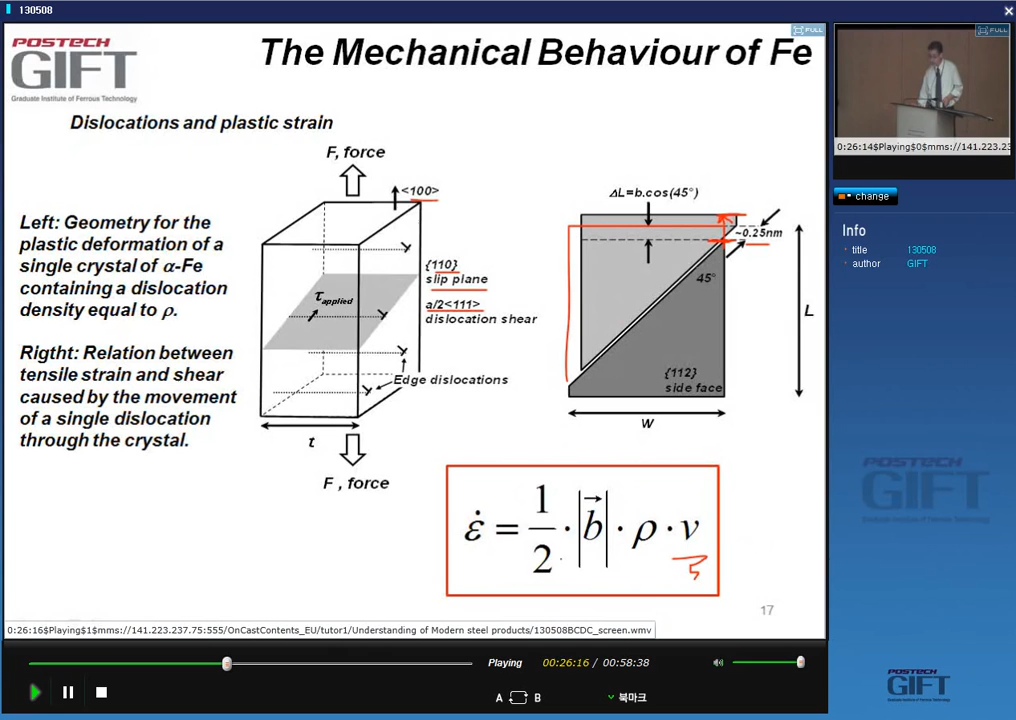 130508
POSTECH
GIFT
Graduate Institute of Ferrous Technology
The Mechanical Behaviour of Fe
FULL
FULL
Dislocations and plastic strain
F, force
<100>
Left: Geometry for the
plastic deformation of a
single crystal of α-Fe
containing a dislocation
density equal to ρ.
Rigtht: Relation between
tensile strain and shear
caused by the movement
of a single dislocation
through the crystal.
τapplied
{110}
slip plane
a/2<111>
dislocation shear
Edge dislocations
t
F , force
ΔL=b.cos(45°)
~0.25nm
45°
L
{112}
side face
W
ε̇ = 1/2 · |b⃗| · ρ · v
17
0:26:16$Playing$1$mms://141.223.237.75:555/OnCastContents_EU/tutor1/Understanding of Modern steel products/130508BCDC_screen.wmv
Playing
00:26:16 / 00:58:38
A B
북마크
0:26:14$Playing$0$mms://141.223.23
change
Info
title 130508
author GIFT
POSTECH
GIFT
POSTECH
GIFT